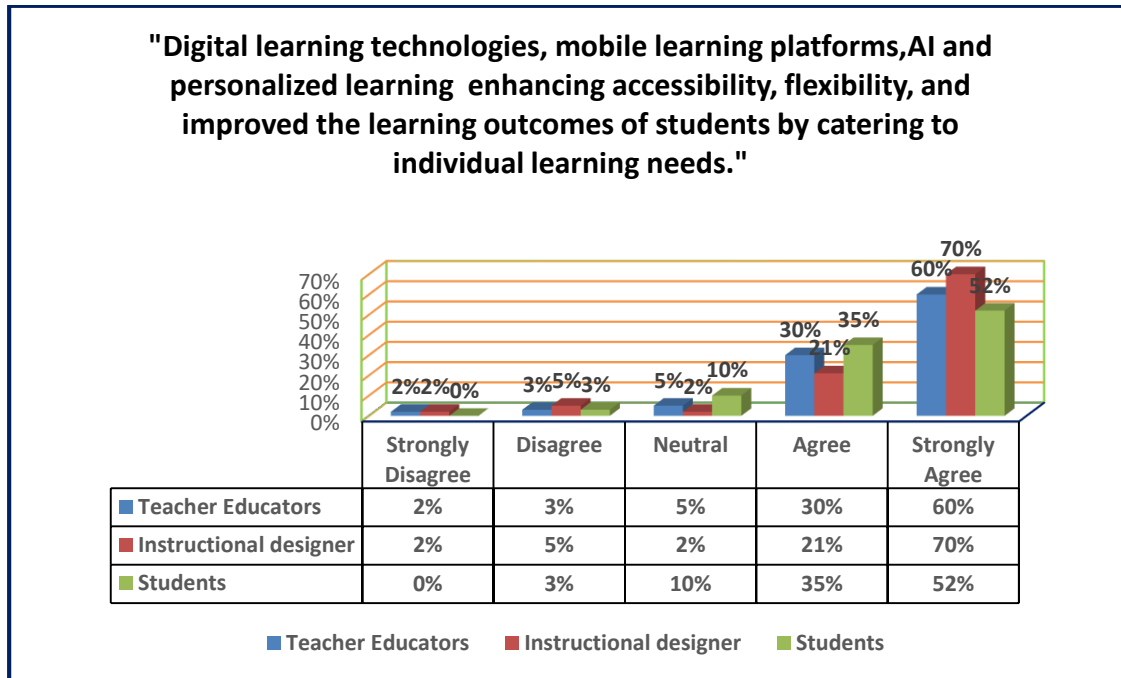 "Digital learning technologies, mobile learning platforms,AI and
personalized learning  enhancing accessibility, flexibility, and
improved the learning outcomes of students by catering to
individual learning needs."
70%
60%
50%
40%
30%
20%
10%
0%
2% 2% 0%
3% 5% 3%
5% 2% 10%
30% 21% 35%
60% 70% 52%
Strongly Disagree Disagree Neutral Agree Strongly Agree
Teacher Educators 2% 3% 5% 30% 60%
Instructional designer 2% 5% 2% 21% 70%
Students 0% 3% 10% 35% 52%
Teacher Educators Instructional designer Students